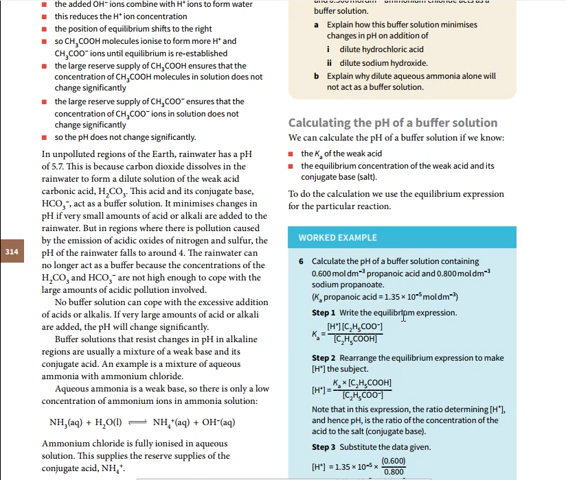 the added OH⁻ ions combine with H⁺ ions to form water
this reduces the H⁺ ion concentration
the position of equilibrium shifts to the right
so CH₃COOH molecules ionise to form more H⁺ and
CH₃COO⁻ ions until equilibrium is re-established
the large reserve supply of CH₃COOH ensures that the
concentration of CH₃COOH molecules in solution does not
change significantly
the large reserve supply of CH₃COO⁻ ensures that the
concentration of CH₃COO⁻ ions in solution does not
change significantly
so the pH does not change significantly.
In unpolluted regions of the Earth, rainwater has a pH
of 5.7. This is because carbon dioxide dissolves in the
rainwater to form a dilute solution of the weak acid
carbonic acid, H₂CO₃. This acid and its conjugate base,
HCO₃⁻, act as a buffer solution. It minimises changes in
pH if very small amounts of acid or alkali are added to the
rainwater. But in regions where there is pollution caused
by the emission of acidic oxides of nitrogen and sulfur, the
pH of the rainwater falls to around 4. The rainwater can
no longer act as a buffer because the concentrations of the
H₂CO₃ and HCO₃⁻ are not high enough to cope with the
large amounts of acidic pollution involved.
No buffer solution can cope with the excessive addition
of acids or alkalis. If very large amounts of acid or alkali
are added, the pH will change significantly.
Buffer solutions that resist changes in pH in alkaline
regions are usually a mixture of a weak base and its
conjugate acid. An example is a mixture of aqueous
ammonia with ammonium chloride.
Aqueous ammonia is a weak base, so there is only a low
concentration of ammonium ions in ammonia solution:
NH₃(aq) + H₂O(l) ⇌ NH₄⁺(aq) + OH⁻(aq)
Ammonium chloride is fully ionised in aqueous
solution. This supplies the reserve supplies of the
conjugate acid, NH₄⁺.
314
buffer solution.
a Explain how this buffer solution minimises
changes in pH on addition of
i dilute hydrochloric acid
ii dilute sodium hydroxide.
b Explain why dilute aqueous ammonia alone will
not act as a buffer solution.
Calculating the pH of a buffer solution
We can calculate the pH of a buffer solution if we know:
the Kₐ of the weak acid
the equilibrium concentration of the weak acid and its
conjugate base (salt).
To do the calculation we use the equilibrium expression
for the particular reaction.
WORKED EXAMPLE
6 Calculate the pH of a buffer solution containing
0.600 mol dm⁻³ propanoic acid and 0.800 mol dm⁻³
sodium propanoate.
(Kₐ propanoic acid = 1.35 × 10⁻⁵ mol dm⁻³)
Step 1 Write the equilibrium expression.
Kₐ = [H⁺] [C₂H₅COO⁻] / [C₂H₅COOH]
Step 2 Rearrange the equilibrium expression to make
[H⁺] the subject.
[H⁺] = Kₐ × [C₂H₅COOH] / [C₂H₅COO⁻]
Note that in this expression, the ratio determining [H⁺],
and hence pH, is the ratio of the concentration of the
acid to the salt (conjugate base).
Step 3 Substitute the data given.
[H⁺] = 1.35 × 10⁻⁵ × (0.600) / 0.800